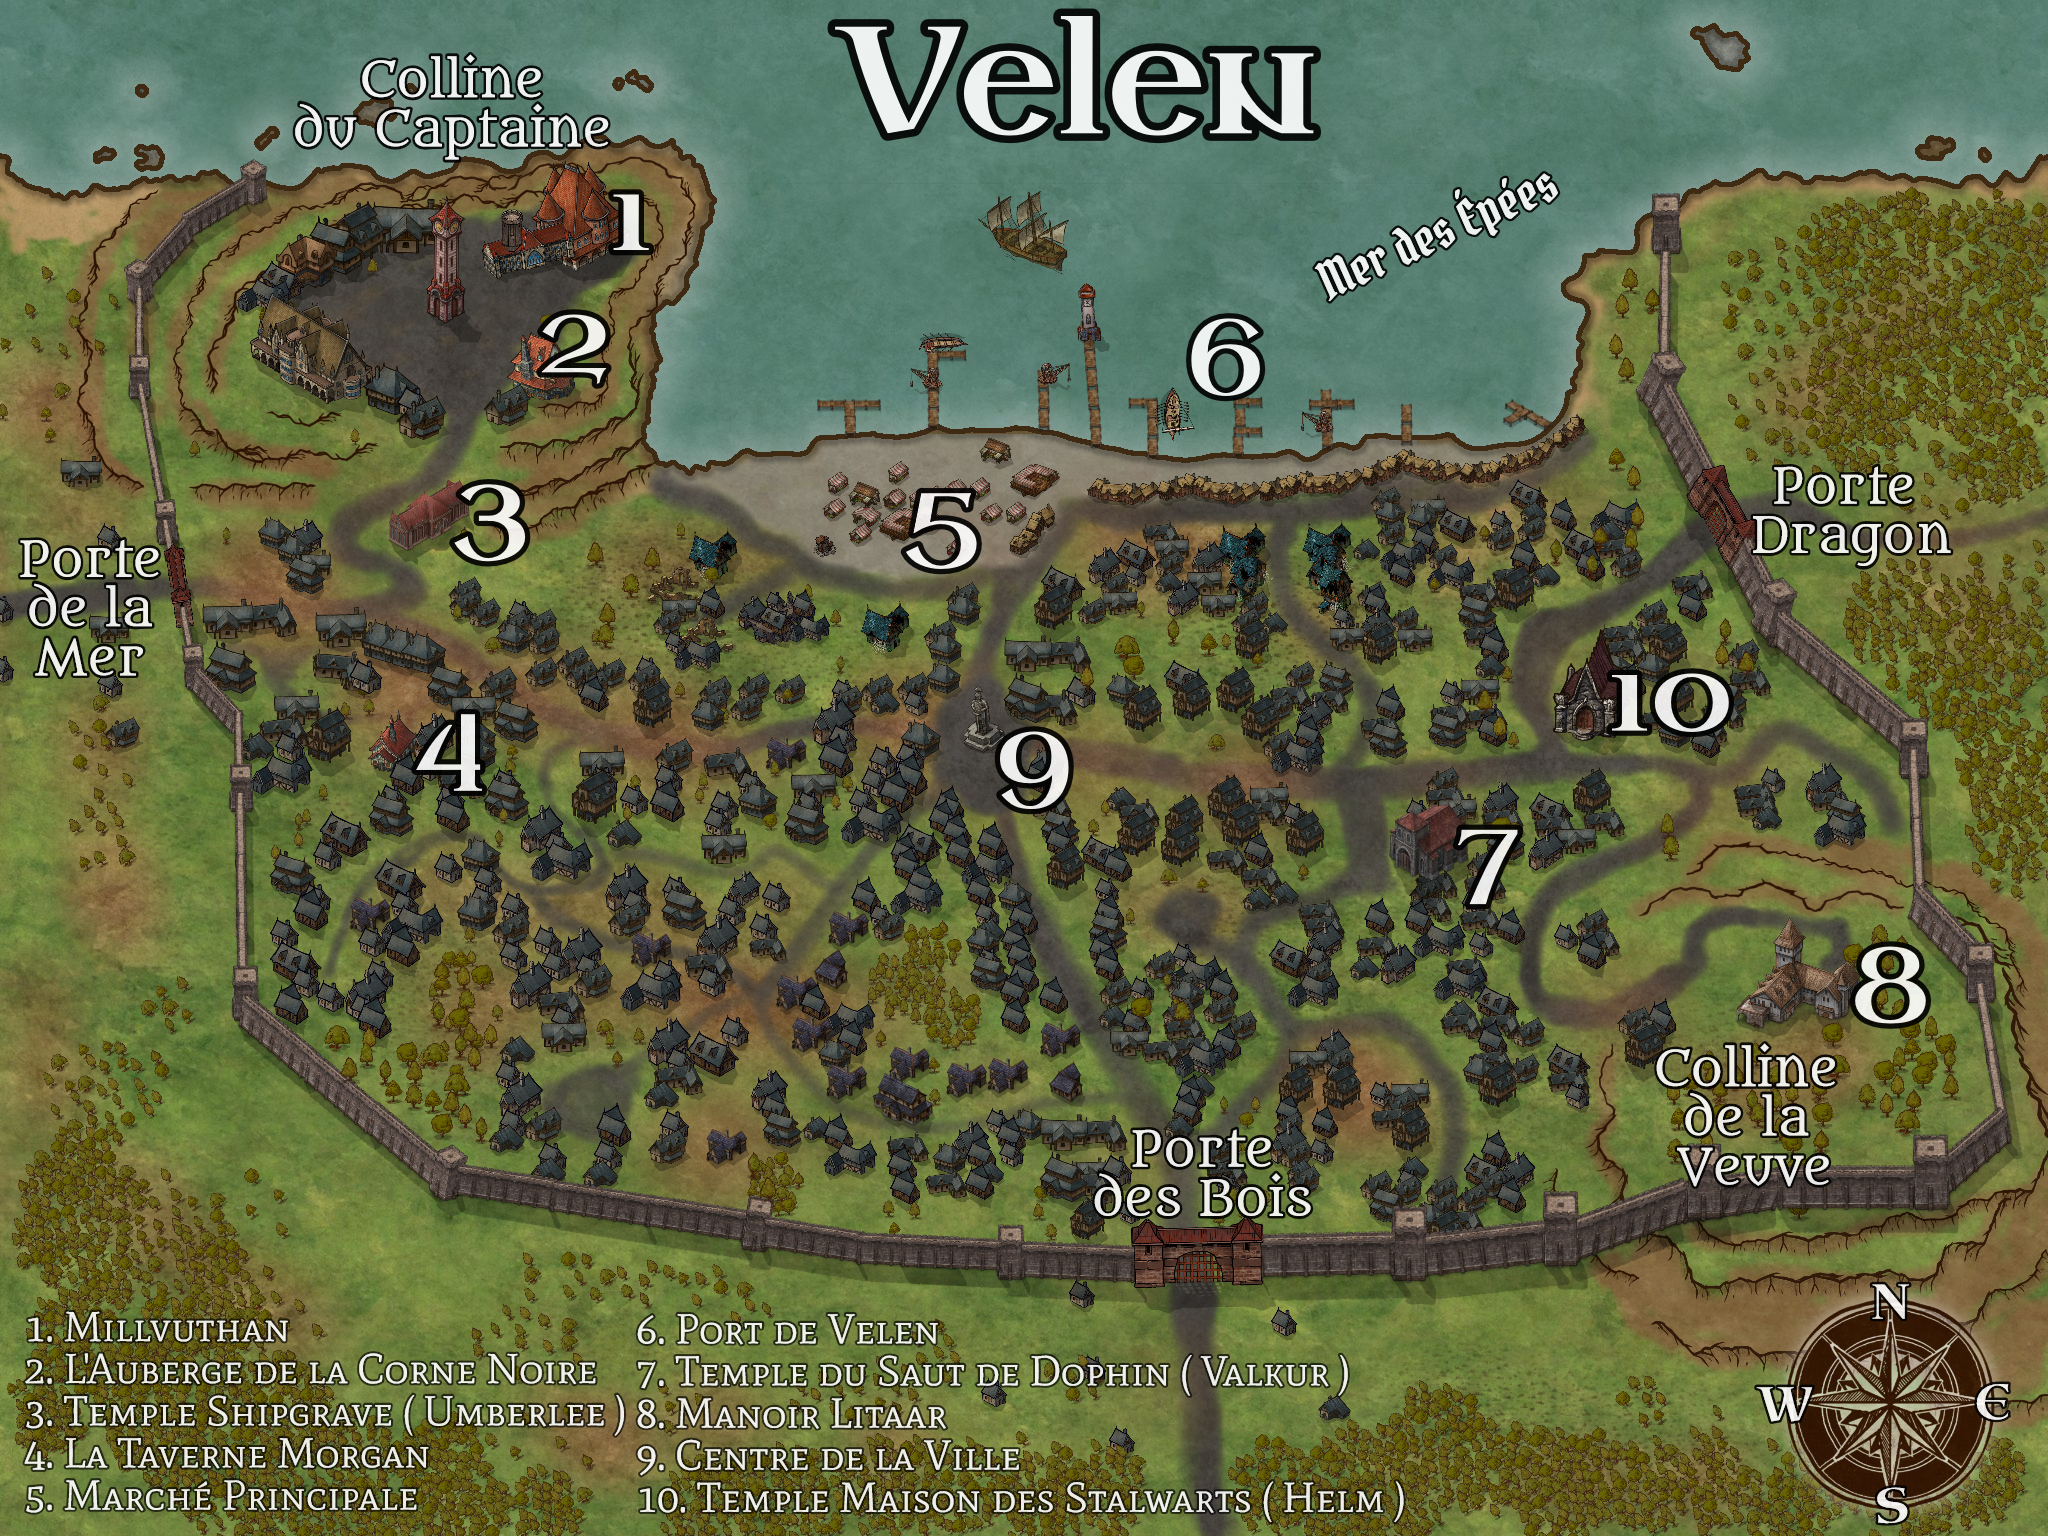 Velen
Colline
du Captaine
1
Mer des Épées
2
6
3
5
Porte
Dragon
Porte
de la
Mer
4
9
10
7
8
Colline
de la
Veuve
Porte
des Bois
1. Millvuthan
2. L'Auberge de la Corne Noire
3. Temple Shipgrave ( Umberlee )
4. La Taverne Morgan
5. Marché Principale
6. Port de Velen
7. Temple du Saut de Dophin ( Valkur )
8. Manoir Litaar
9. Centre de la Ville
10. Temple Maison des Stalwarts ( Helm )
N
W E
S